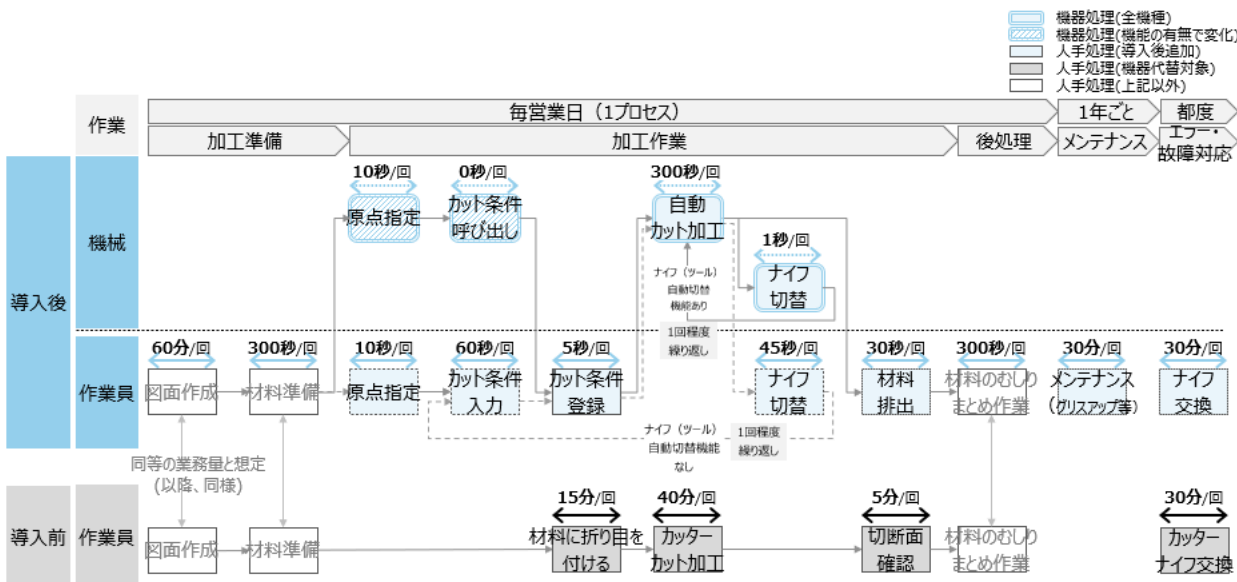 機器処理(全機種)
機器処理(機能の有無で変化)
人手処理(導入後追加)
人手処理(機器代替対象)
人手処理(上記以外)
作業
毎営業日（1プロセス）
1年ごと
都度
加工準備
加工作業
後処理
メンテナンス
エラー・
故障対応
導入後
機械
10秒/回
0秒/回
300秒/回
原点指定
カット条件
呼び出し
自動
カット加工
1秒/回
ナイフ
切替
ナイフ（ツール）
自動切替
機能あり
1回程度
繰り返し
作業員
60分/回
300秒/回
10秒/回
60秒/回
5秒/回
45秒/回
30秒/回
300秒/回
30分/回
30分/回
図面作成
材料準備
原点指定
カット条件
入力
カット条件
登録
ナイフ
切替
材料
排出
材料のむしり
まとめ作業
メンテナンス
(グリスアップ等)
ナイフ
交換
ナイフ（ツール）
自動切替機能
なし
1回程度
繰り返し
同等の業務量と想定
(以降、同様)
導入前
作業員
15分/回
40分/回
5分/回
30分/回
図面作成
材料準備
材料に折り目を
付ける
カッター
カット加工
切断面
確認
材料のむしり
まとめ作業
カッター
ナイフ交換